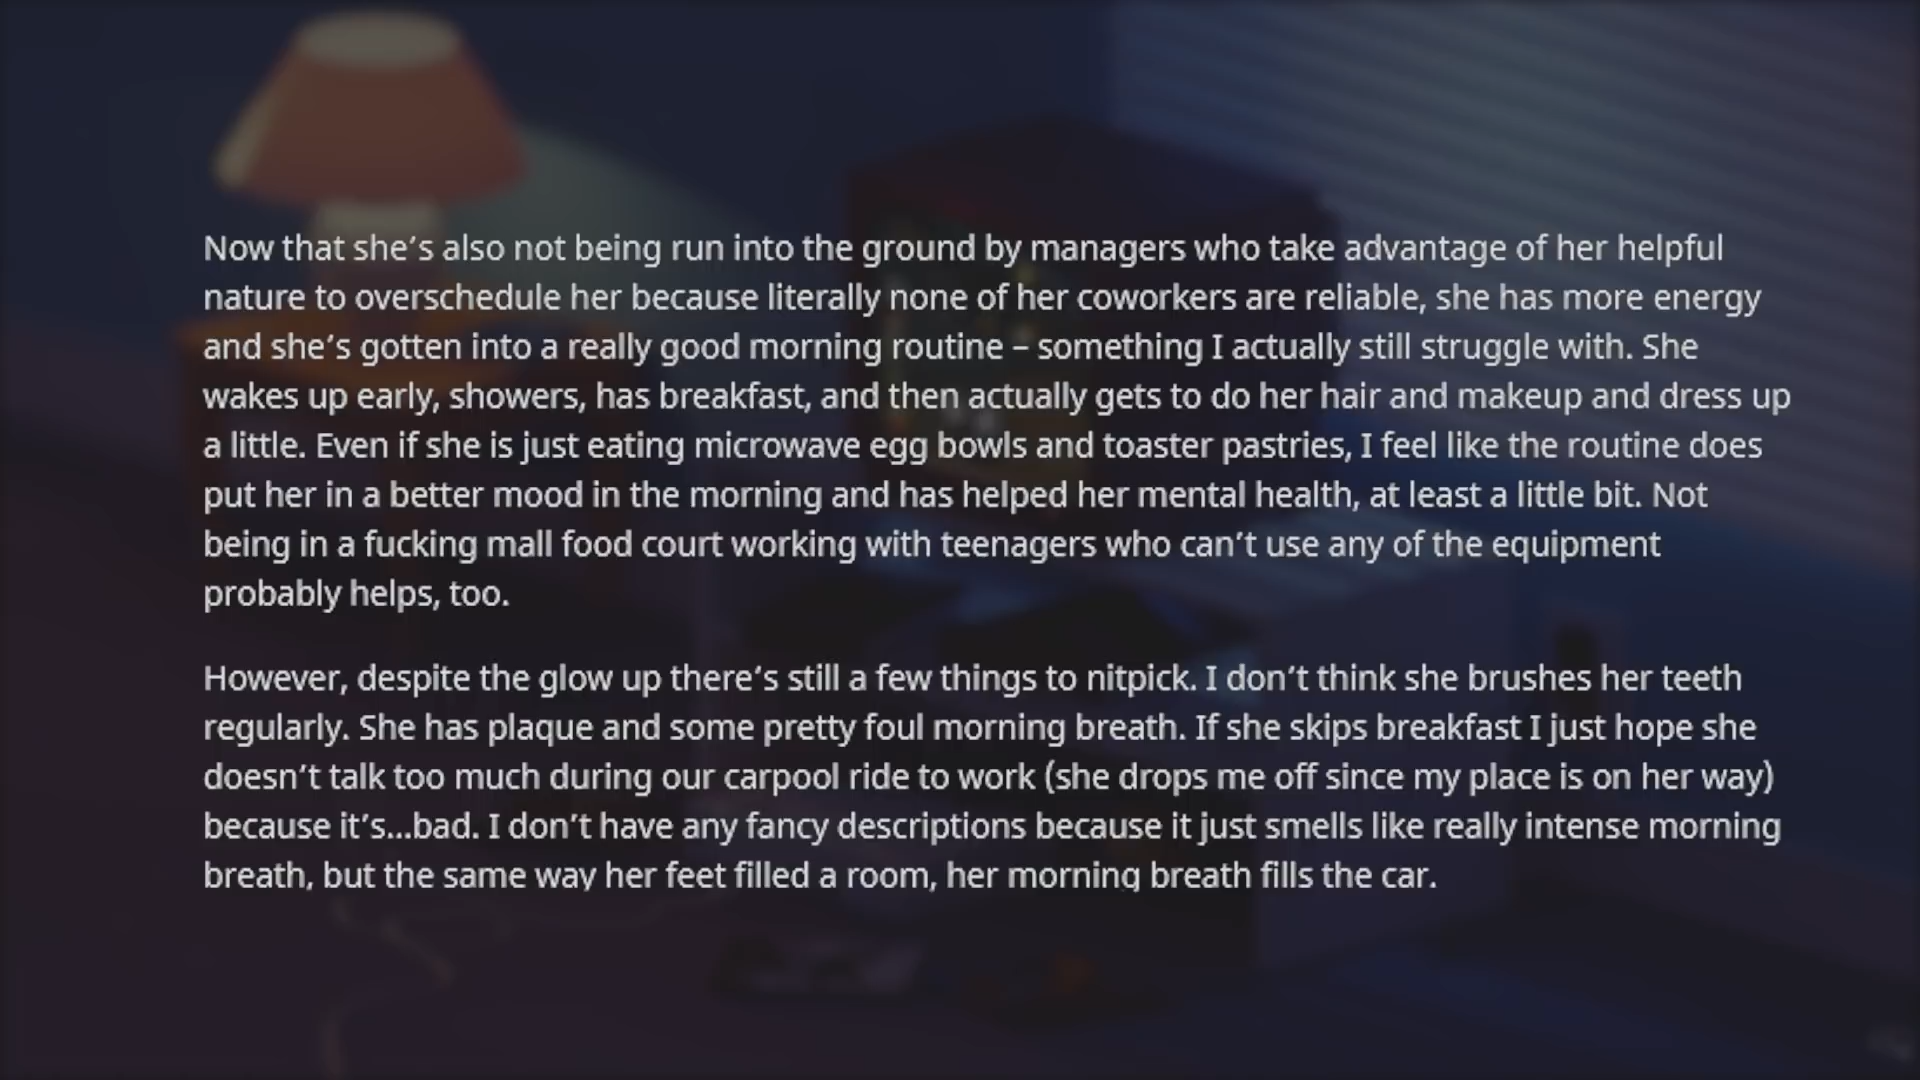 Now that she’s also not being run into the ground by managers who take advantage of her helpful
nature to overschedule her because literally none of her coworkers are reliable, she has more energy
and she’s gotten into a really good morning routine – something I actually still struggle with. She
wakes up early, showers, has breakfast, and then actually gets to do her hair and makeup and dress up
a little. Even if she is just eating microwave egg bowls and toaster pastries, I feel like the routine does
put her in a better mood in the morning and has helped her mental health, at least a little bit. Not
being in a fucking mall food court working with teenagers who can’t use any of the equipment
probably helps, too.
However, despite the glow up there’s still a few things to nitpick. I don’t think she brushes her teeth
regularly. She has plaque and some pretty foul morning breath. If she skips breakfast I just hope she
doesn’t talk too much during our carpool ride to work (she drops me off since my place is on her way)
because it’s...bad. I don’t have any fancy descriptions because it just smells like really intense morning
breath, but the same way her feet filled a room, her morning breath fills the car.